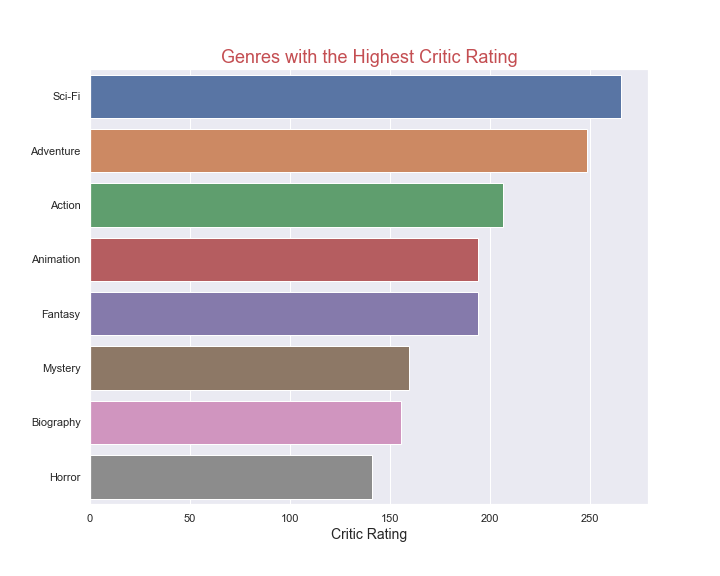 Genres with the Highest Critic Rating
Sci-Fi
Adventure
Action
Animation
Fantasy
Mystery
Biography
Horror
0 50 100 150 200 250
Critic Rating